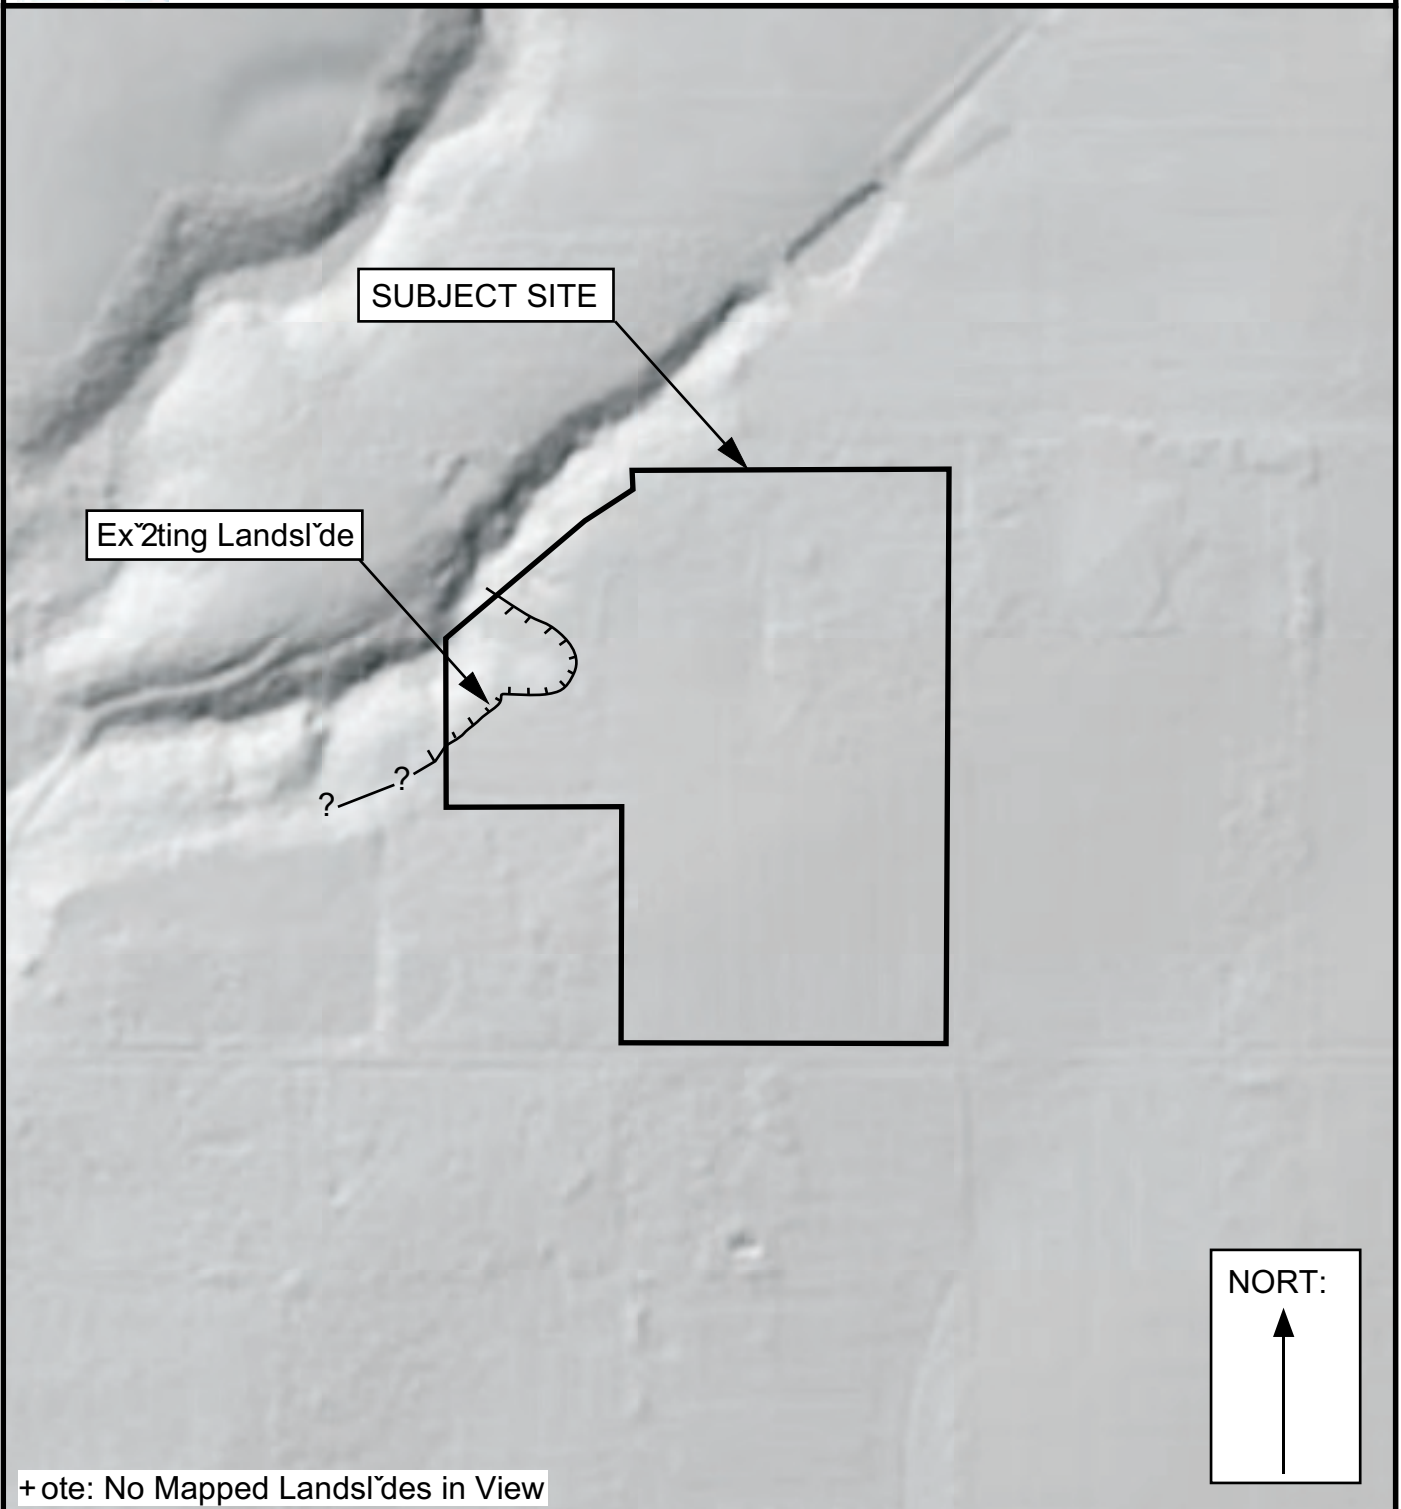 SUBJECT SITE
Ex˘2ting Landsl˘de
?
?
NORT:
+ ote: No Mapped Landsl˘des in View